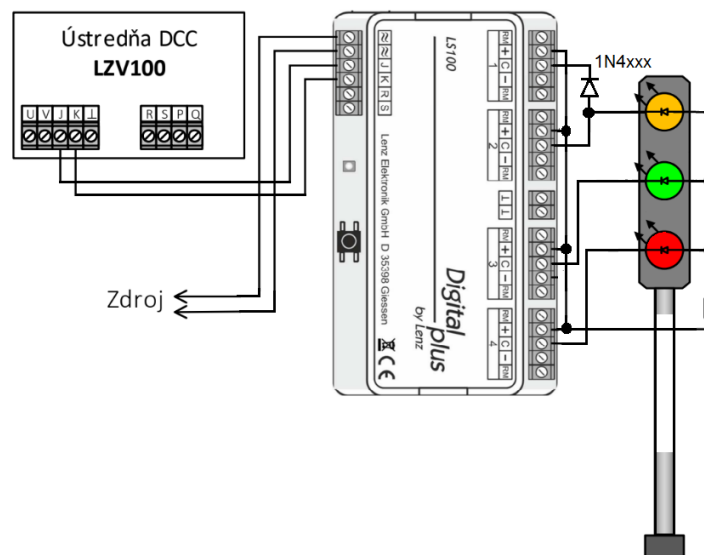 Ústredňa DCC
LZV100
U V J K ⊥
R S P Q
≈
≈
J
K
R
S
LS100
Lenz Elektronik GmbH D 35398 Giessen
Digital
plus
by Lenz
CE
RM + C − RM
1
RM + C − RM
2
⊥ ⊥
RM + C − RM
3
RM + C − RM
4
1N4xxx
Zdroj